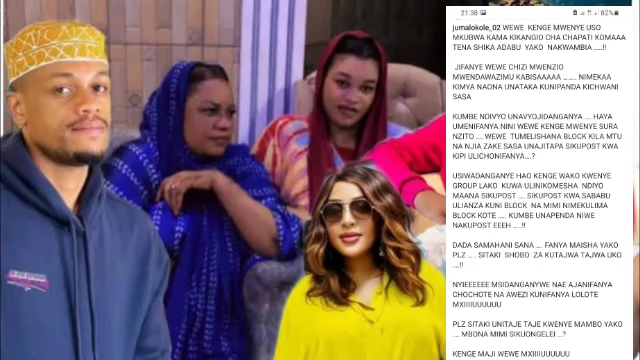 21:38
82%
jumalokole_02 WEWE KENGE MWENYE USO
MKUBWA KAMA KIKANGIO CHA CHAPATI KOMAAA
TENA SHIKA ADABU YAKO NAKWAMBIA .....!!
JIFANYE WEWE CHIZI MWENZIO
MWENDAWAZIMU KABISAAAAA ........ NIMEKAA
KIMYA NAONA UNATAKA KUNIPANDA KICHWANI
SASA
KUMBE NDIVYO UNAVYOJIDANGANYA .... HAYA
UMENIFANYA NINI WEWE KENGE MWENYE SURA
NZITO .... WEWE TUMELISHANA BLOCK KILA MTU
NA NJIA ZAKE SASA UNAJITAPA SIKUPOST KWA
KIPI ULICHONIFANYA....?
USIWADANGANYE HAO KENGE WAKO KWENYE
GROUP LAKO KUWA ULINIKOMESHA NDIYO
MAANA SIKUPOST .... SIKUPOST KWA SABABU
ULIANZA KUNI BLOCK NA MIMI NIMEKULIMA
BLOCK KOTE ..... KUMBE UNAPENDA NIWE
NAKUPOST EEEH .....!!
DADA SAMAHANI SANA .... FANYA MAISHA YAKO
PLZ ..... SITAKI SHOBO ZA KUTAJWA TAJWA UKO
....!!
NYIEEEEEE MSIDANGANYWE NAE AJANIFANYA
CHOCHOTE NA AWEZI KUNIFANYA LOLOTE
MXIIIUUUUUU
PLZ SITAKI UNITAJE TAJE KWENYE MAMBO YAKO
.... MBONA MIMI SIKUONGELEI ...?
KENGE MAJI WEWE MXIIIUUUUUU